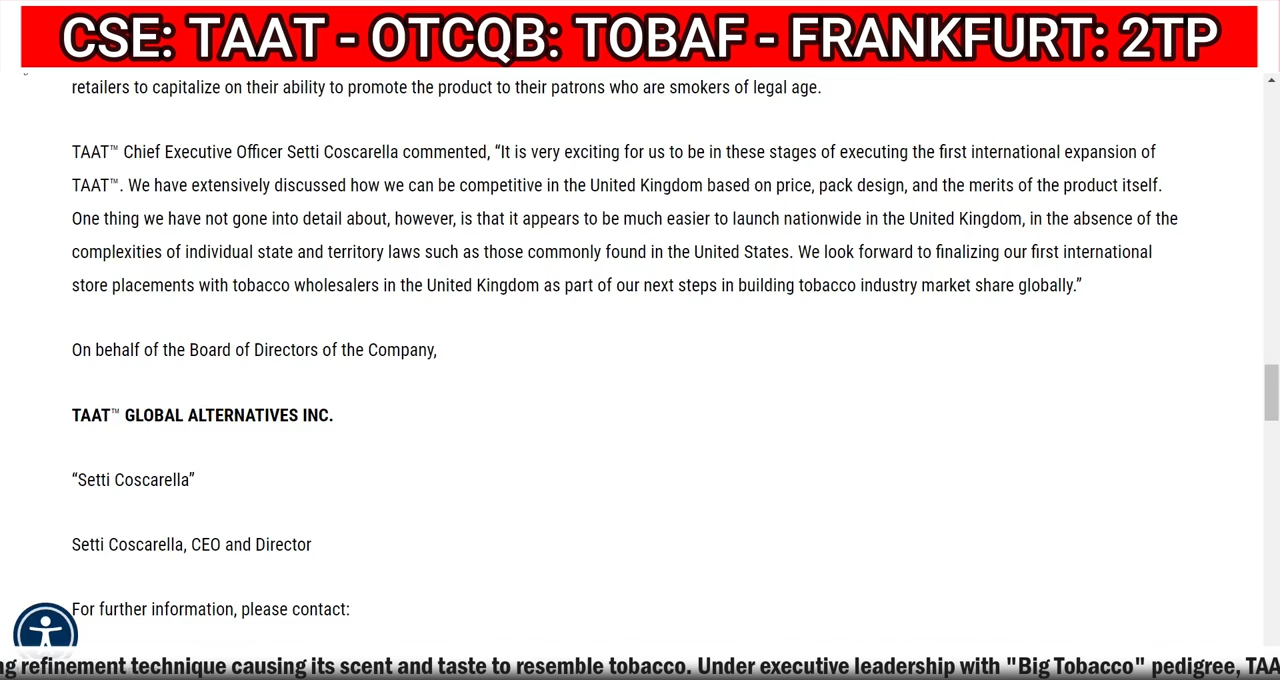 CSE: TAAT - OTCQB: TOBAF - FRANKFURT: 2TP
retailers to capitalize on their ability to promote the product to their patrons who are smokers of legal age.
TAAT™ Chief Executive Officer Setti Coscarella commented, “It is very exciting for us to be in these stages of executing the first international expansion of
TAAT™. We have extensively discussed how we can be competitive in the United Kingdom based on price, pack design, and the merits of the product itself.
One thing we have not gone into detail about, however, is that it appears to be much easier to launch nationwide in the United Kingdom, in the absence of the
complexities of individual state and territory laws such as those commonly found in the United States. We look forward to finalizing our first international
store placements with tobacco wholesalers in the United Kingdom as part of our next steps in building tobacco industry market share globally.”
On behalf of the Board of Directors of the Company,
TAAT™ GLOBAL ALTERNATIVES INC.
“Setti Coscarella”
Setti Coscarella, CEO and Director
For further information, please contact:
ng refinement technique causing its scent and taste to resemble tobacco. Under executive leadership with "Big Tobacco" pedigree, TAA